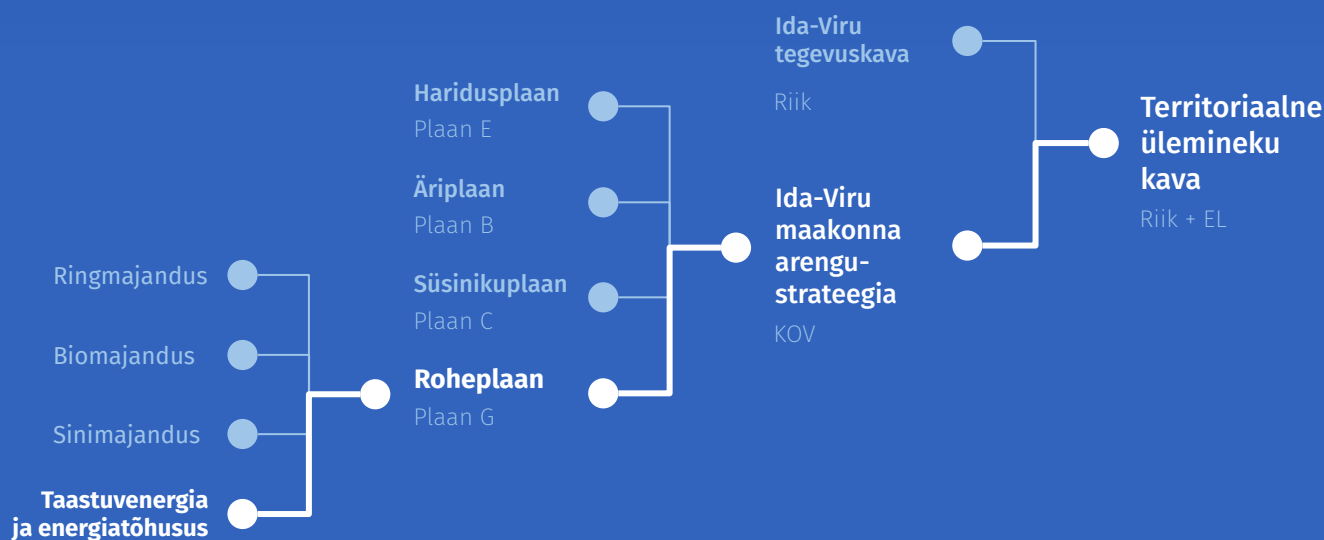 Ringmajandus
Biomajandus
Sinimajandus
Taastuvenergia
ja energiatõhusus
Haridusplaan
Plaan E
Äriplaan
Plaan B
Süsinikuplaan
Plaan C
Roheplaan
Plaan G
Ida-Viru
tegevuskava
Riik
Ida-Viru
maakonna
arengu-
strateegia
KOV
Territoriaalne
ülemineku
kava
Riik + EL